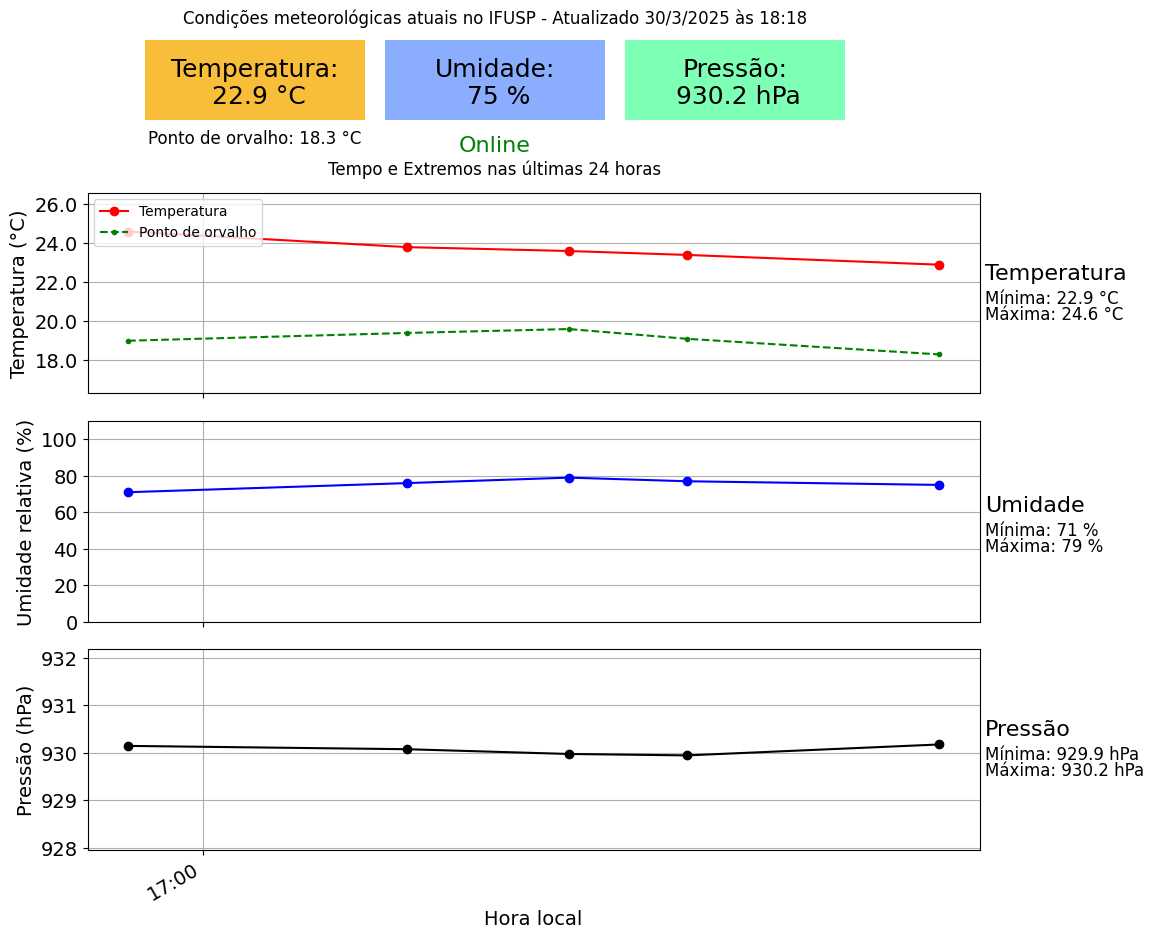 Condições meteorológicas atuais no IFUSP - Atualizado 30/3/2025 às 18:18
Temperatura:
22.9 °C
Umidade:
75 %
Pressão:
930.2 hPa
Ponto de orvalho: 18.3 °C
Online
Tempo e Extremos nas últimas 24 horas
Temperatura (°C)
26.0
24.0
22.0
20.0
18.0
Temperatura
Ponto de orvalho
Temperatura
Mínima: 22.9 °C
Máxima: 24.6 °C
Umidade relativa (%)
100
80
60
40
20
0
Umidade
Mínima: 71 %
Máxima: 79 %
Pressão (hPa)
932
931
930
929
928
Pressão
Mínima: 929.9 hPa
Máxima: 930.2 hPa
17:00
Hora local